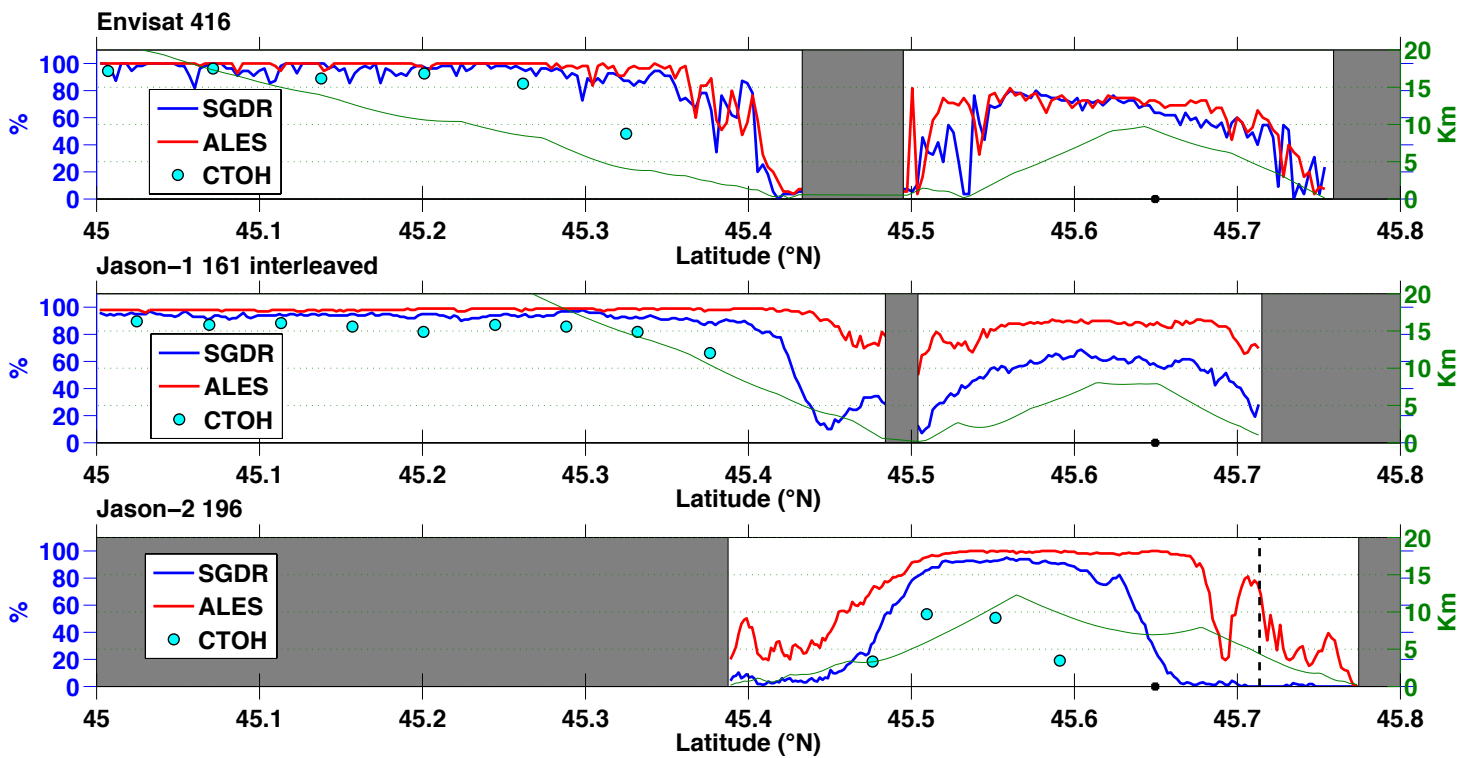 Envisat 416
100
80
60
40
20
0
%
20
15
10
5
0
Km
SGDR
ALES
CTOH
45 45.1 45.2 45.3 45.4 45.5 45.6 45.7 45.8
Latitude (°N)
Jason−1 161 interleaved
100
80
60
40
20
0
%
20
15
10
5
0
Km
SGDR
ALES
CTOH
45 45.1 45.2 45.3 45.4 45.5 45.6 45.7 45.8
Latitude (°N)
Jason−2 196
100
80
60
40
20
0
%
20
15
10
5
0
Km
SGDR
ALES
CTOH
45 45.1 45.2 45.3 45.4 45.5 45.6 45.7 45.8
Latitude (°N)